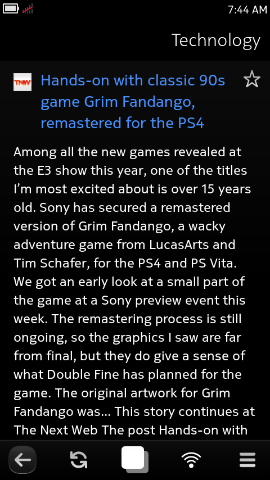 7:44 AM
Technology
TNW
Hands-on with classic 90s
game Grim Fandango,
remastered for the PS4
Among all the new games revealed at
the E3 show this year, one of the titles
I'm most excited about is over 15 years
old. Sony has secured a remastered
version of Grim Fandango, a wacky
adventure game from LucasArts and
Tim Schafer, for the PS4 and PS Vita.
We got an early look at a small part of
the game at a Sony preview event this
week. The remastering process is still
ongoing, so the graphics I saw are far
from final, but they do give a sense of
what Double Fine has planned for the
game. The original artwork for Grim
Fandango was... This story continues at
The Next Web The post Hands-on with